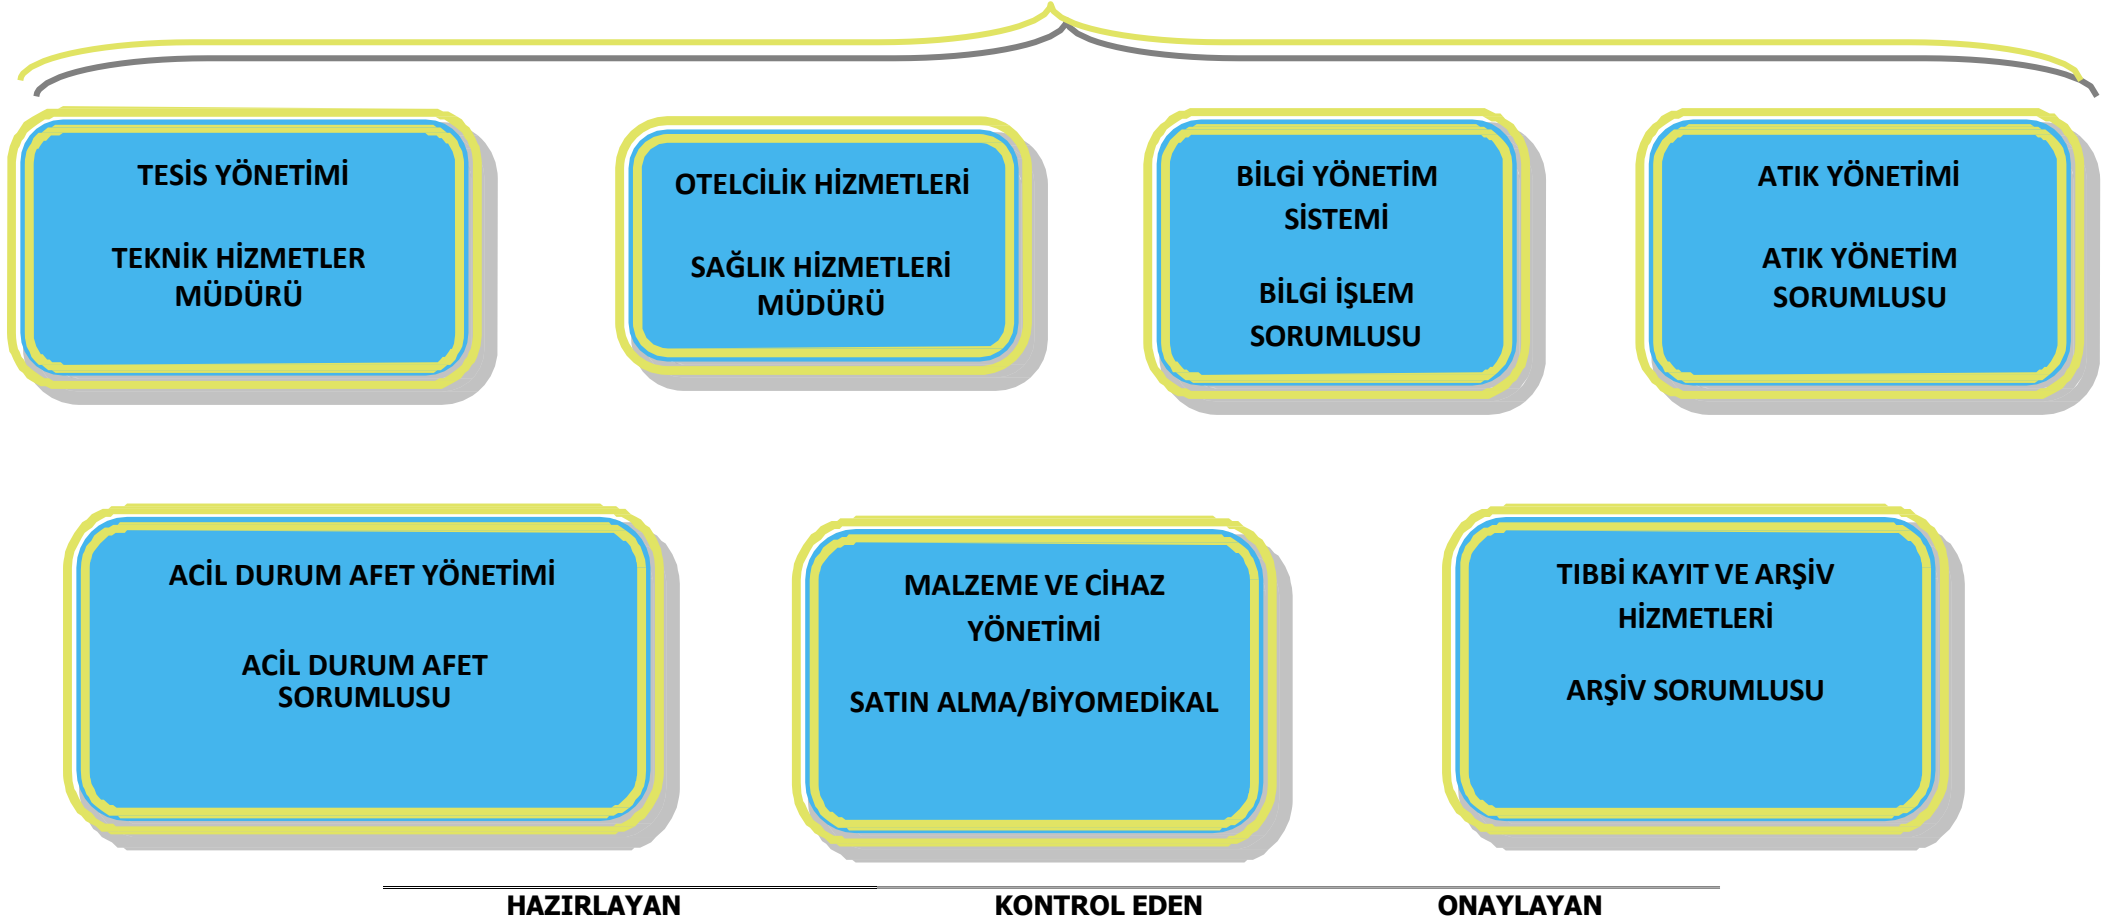 TESİS YÖNETİMİ
TEKNİK HİZMETLER
MÜDÜRÜ
OTELCİLİK HİZMETLERİ
SAĞLIK HİZMETLERİ
MÜDÜRÜ
BİLGİ YÖNETİM
SİSTEMİ
BİLGİ İŞLEM
SORUMLUSU
ATIK YÖNETİMİ
ATIK YÖNETİM
SORUMLUSU
ACİL DURUM AFET YÖNETİMİ
ACİL DURUM AFET
SORUMLUSU
MALZEME VE CİHAZ
YÖNETİMİ
SATIN ALMA/BİYOMEDİKAL
TIBBİ KAYIT VE ARŞİV
HİZMETLERİ
ARŞİV SORUMLUSU
HAZIRLAYAN
KONTROL EDEN
ONAYLAYAN